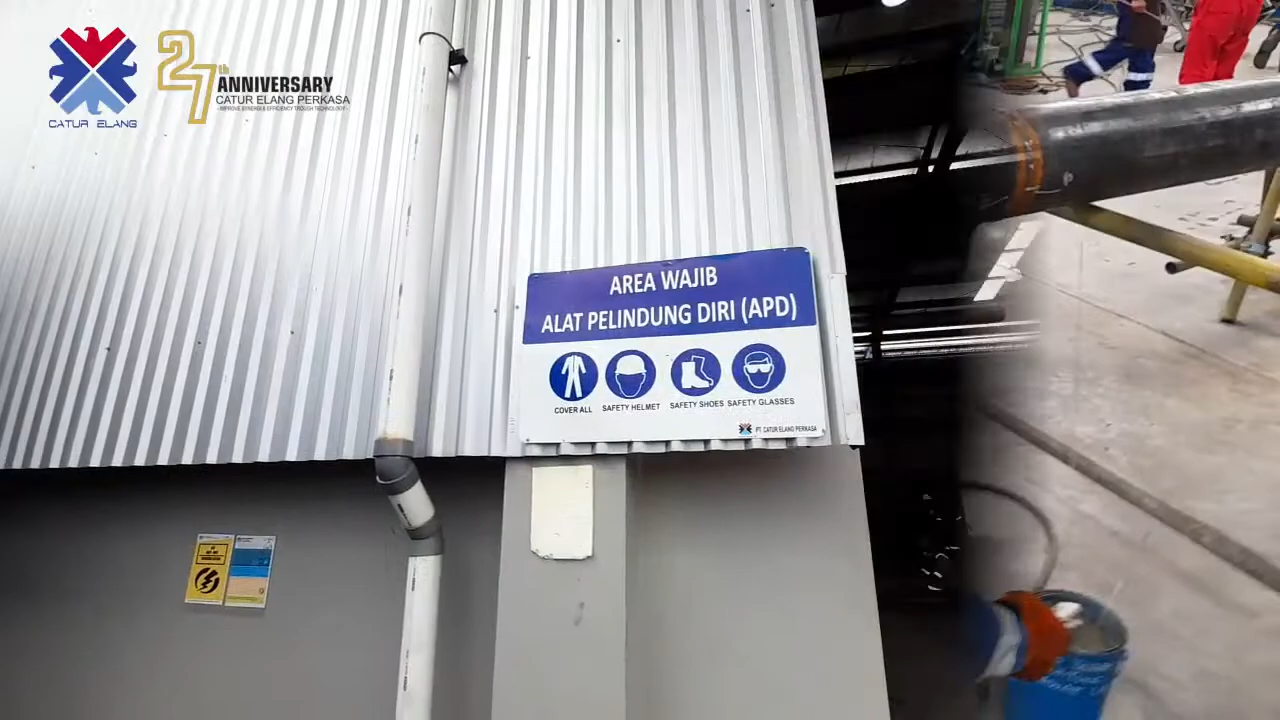 CATUR ELANG
27th
ANNIVERSARY
CATUR ELANG PERKASA
AREA WAJIB
ALAT PELINDUNG DIRI (APD)
COVER ALL
SAFETY HELMET
SAFETY SHOES
SAFETY GLASSES
PT. CATUR ELANG PERKASA